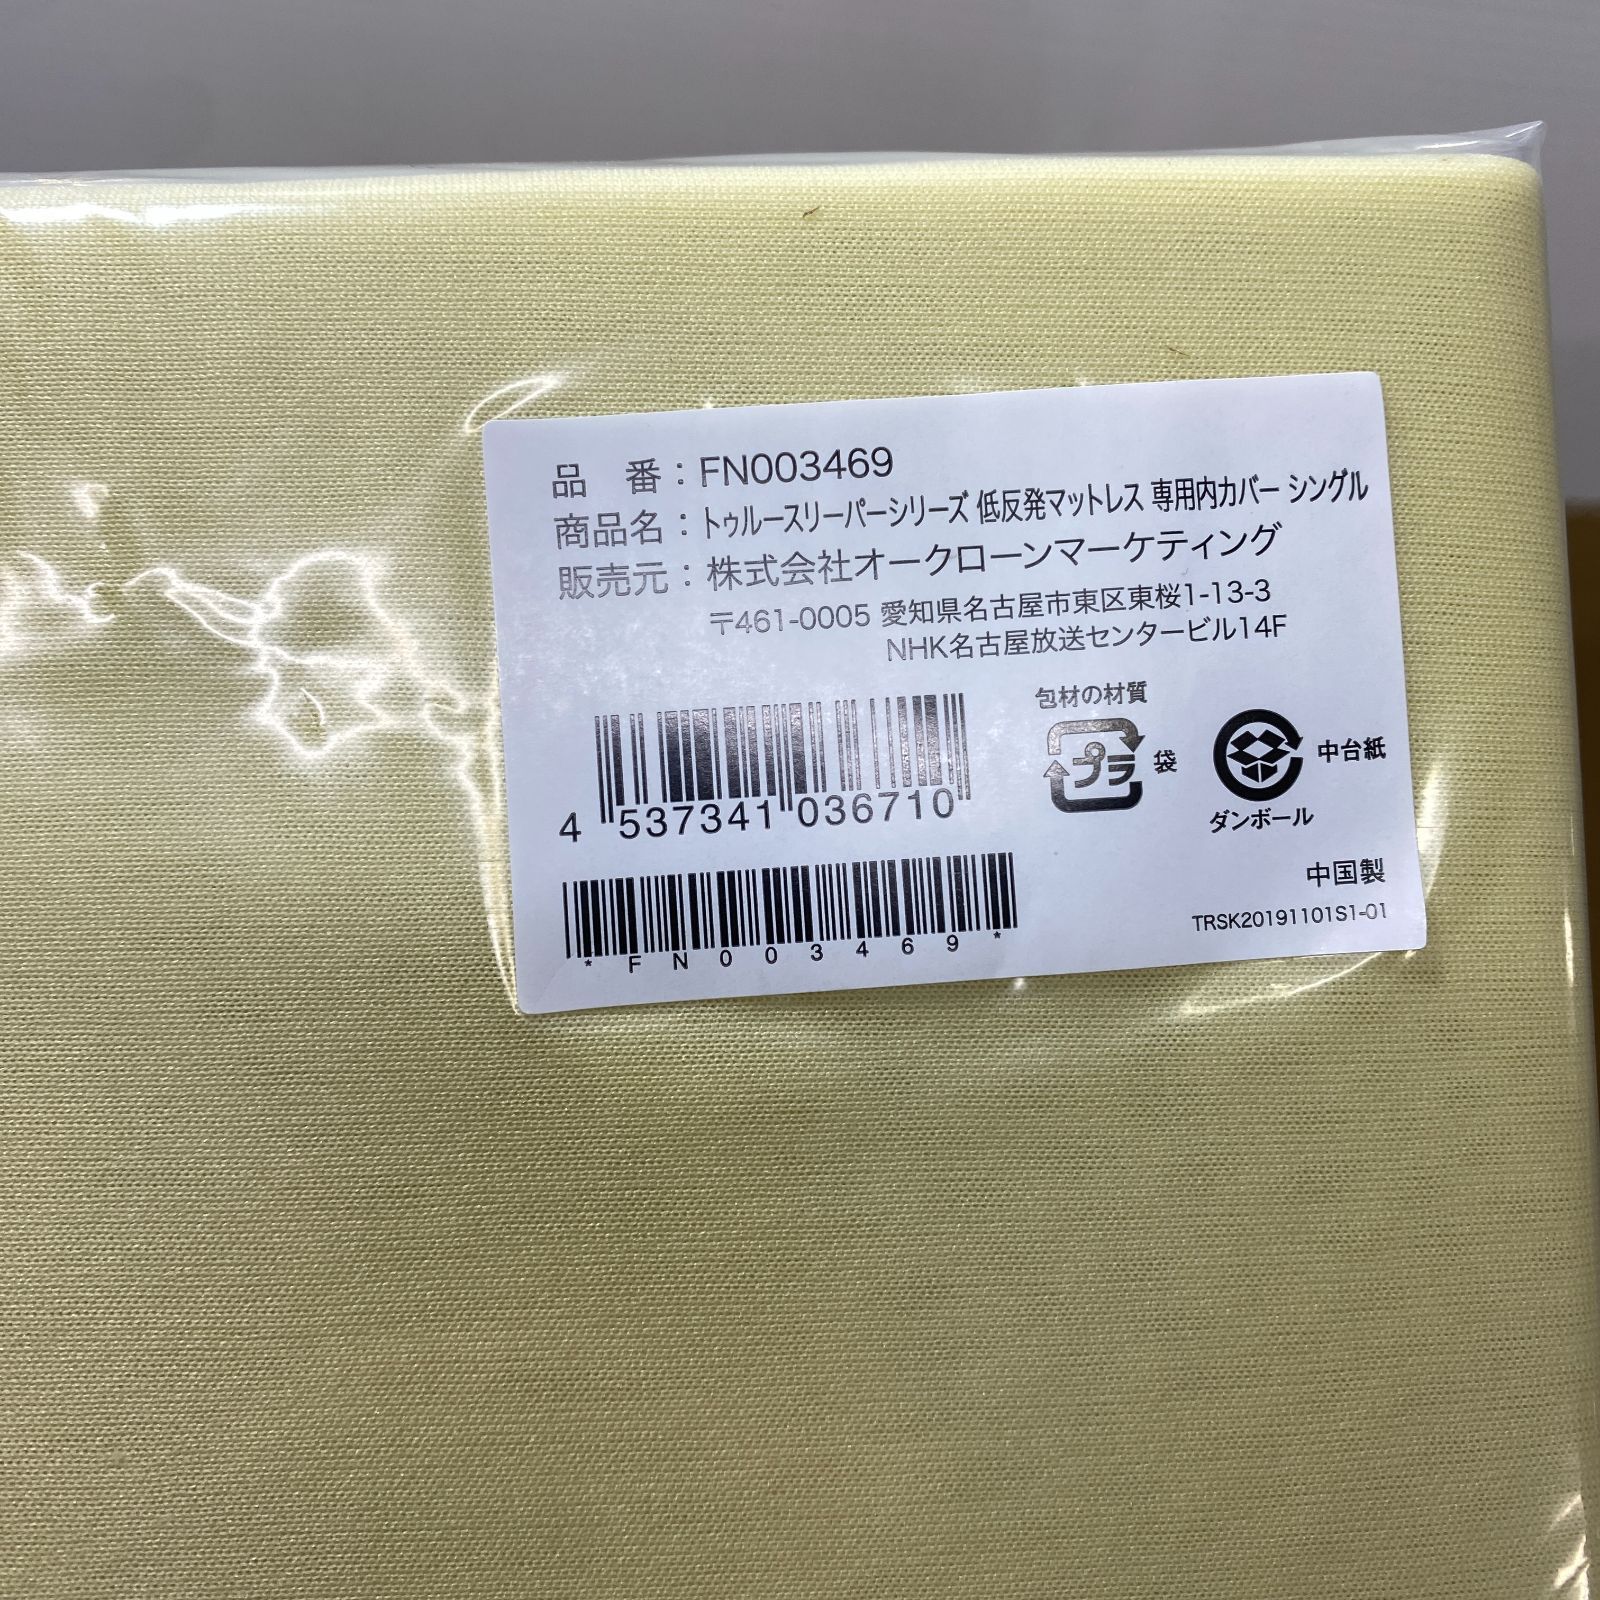 品 番：FN003469
商品名：トゥルースリーパーシリーズ 低反発マットレス 専用内カバー シングル
販売元：株式会社オークローンマーケティング
〒461-0005 愛知県名古屋市東区東桜1-13-3
NHK名古屋放送センタービル14F
包材の材質
プラ 袋
中台紙
ダンボール
4 537341 036710
中国製
TRSK20191101S1-01
*FN003469*